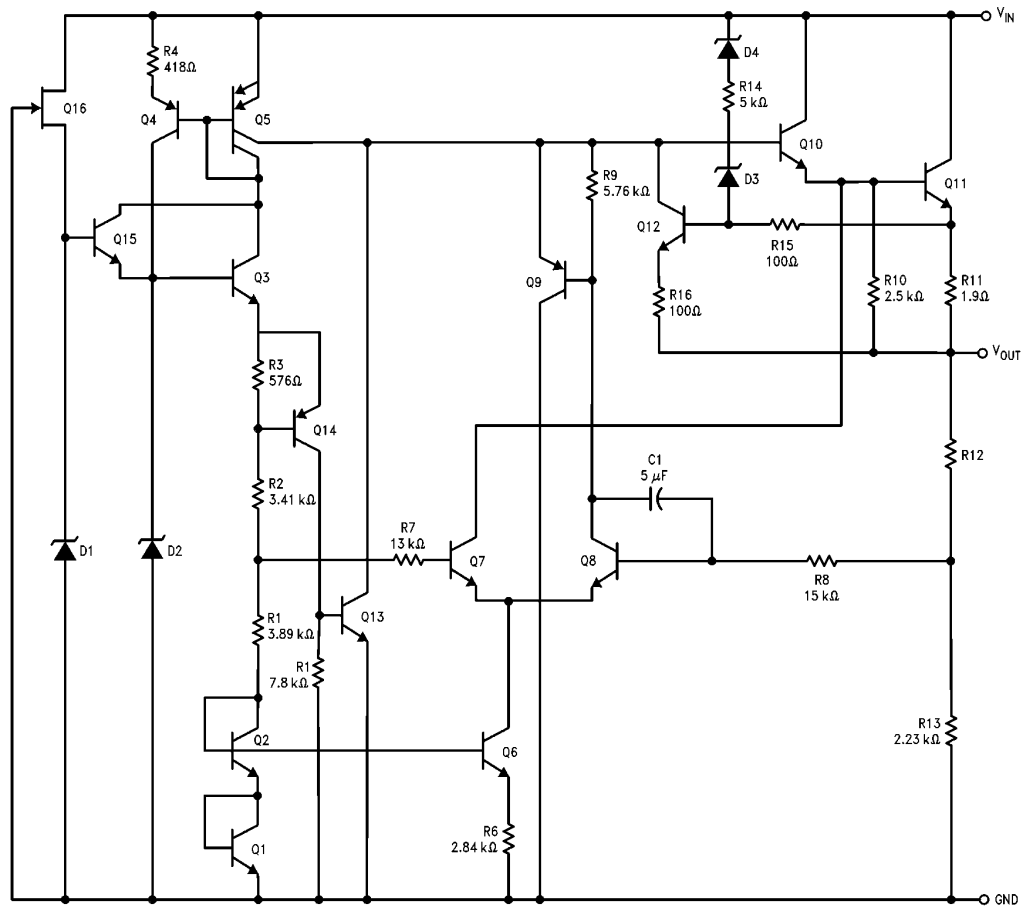 VIN
R4
418Ω
D4
Q16
Q4
Q5
R14
5 kΩ
Q10
R9
5.76 kΩ
D3
Q11
Q15
Q12
R15
100Ω
Q3
Q9
R16
100Ω
R10
2.5 kΩ
R11
1.9Ω
VOUT
R3
576Ω
Q14
C1
5 μF
R12
R2
3.41 kΩ
R7
13 kΩ
D1
D2
Q7
Q8
R8
15 kΩ
R1
3.89 kΩ
Q13
R1
7.8 kΩ
Q2
Q6
R13
2.23 kΩ
R6
2.84 kΩ
Q1
GND